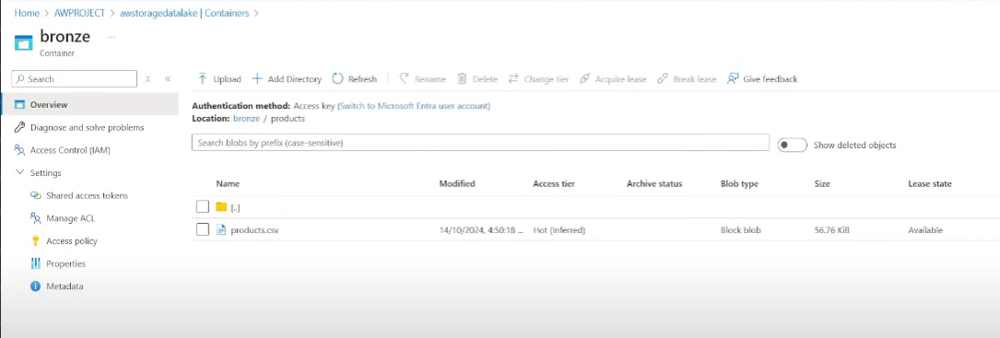 Home > AWPROJECT > awstoragedatalake | Containers >
bronze ...
Container
Search
Upload Add Directory Refresh Rename Delete Change tier Acquire lease Break lease Give feedback
Overview
Diagnose and solve problems
Access Control (IAM)
Settings
Shared access tokens
Manage ACL
Access policy
Properties
Metadata
Authentication method: Access key (Switch to Microsoft Entra user account)
Location: bronze / products
Search blobs by prefix (case-sensitive)
Show deleted objects
Name Modified Access tier Archive status Blob type Size Lease state
[..]
products.csv 14/10/2024, 4:50:18 ... Hot (Inferred) Block blob 56.76 KiB Available